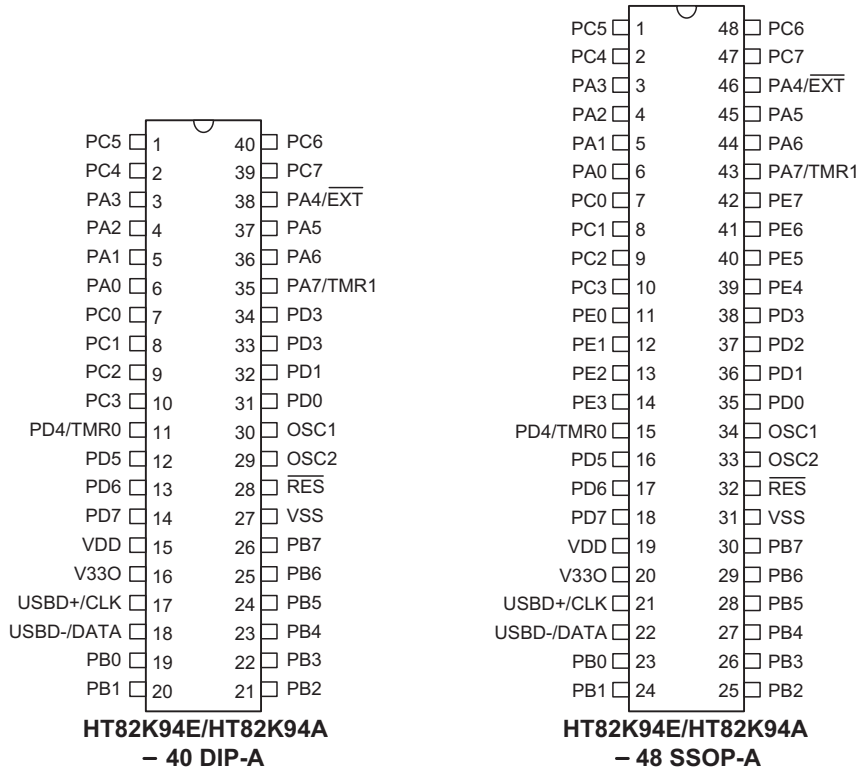 PC5 1 40 PC6
PC4 2 39 PC7
PA3 3 38 PA4/EXT
PA2 4 37 PA5
PA1 5 36 PA6
PA0 6 35 PA7/TMR1
PC0 7 34 PD3
PC1 8 33 PD3
PC2 9 32 PD1
PC3 10 31 PD0
PD4/TMR0 11 30 OSC1
PD5 12 29 OSC2
PD6 13 28 RES
PD7 14 27 VSS
VDD 15 26 PB7
V33O 16 25 PB6
USBD+/CLK 17 24 PB5
USBD-/DATA 18 23 PB4
PB0 19 22 PB3
PB1 20 21 PB2
HT82K94E/HT82K94A
– 40 DIP-A
PC5 1 48 PC6
PC4 2 47 PC7
PA3 3 46 PA4/EXT
PA2 4 45 PA5
PA1 5 44 PA6
PA0 6 43 PA7/TMR1
PC0 7 42 PE7
PC1 8 41 PE6
PC2 9 40 PE5
PC3 10 39 PE4
PE0 11 38 PD3
PE1 12 37 PD2
PE2 13 36 PD1
PE3 14 35 PD0
PD4/TMR0 15 34 OSC1
PD5 16 33 OSC2
PD6 17 32 RES
PD7 18 31 VSS
VDD 19 30 PB7
V33O 20 29 PB6
USBD+/CLK 21 28 PB5
USBD-/DATA 22 27 PB4
PB0 23 26 PB3
PB1 24 25 PB2
HT82K94E/HT82K94A
– 48 SSOP-A